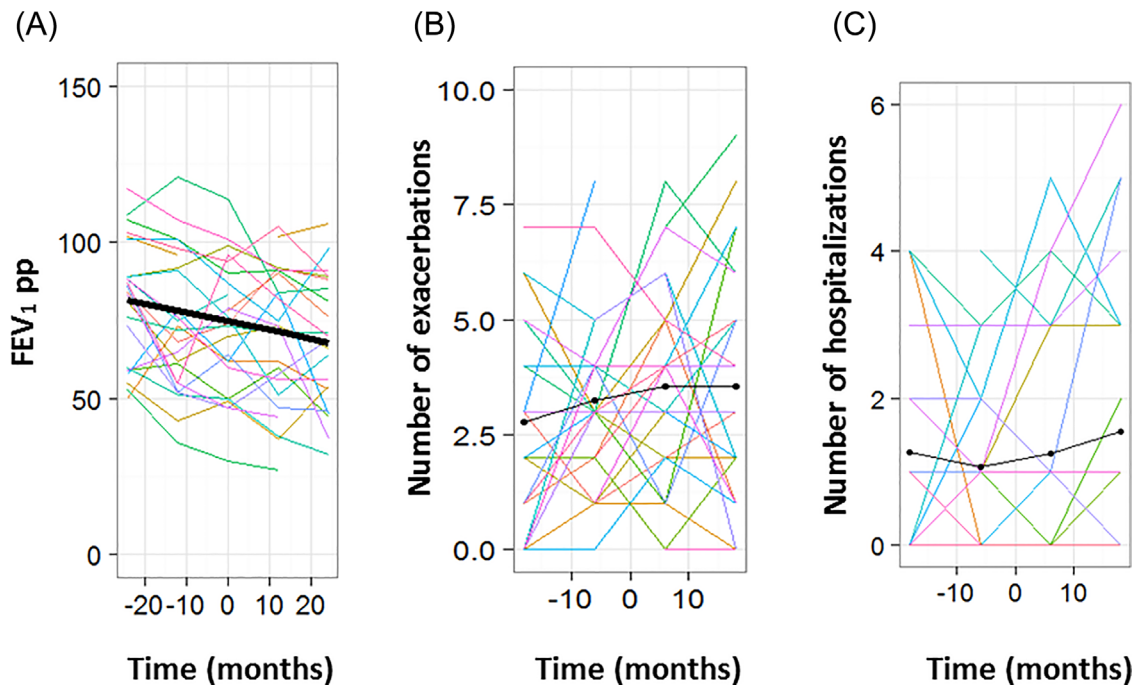 (A)
(B)
(C)
FEV₁ pp
150
100
50
0
-20 -10 0 10 20
Time (months)
Number of exacerbations
10.0
7.5
5.0
2.5
0.0
-10 0 10
Time (months)
Number of hospitalizations
6
4
2
0
-10 0 10
Time (months)